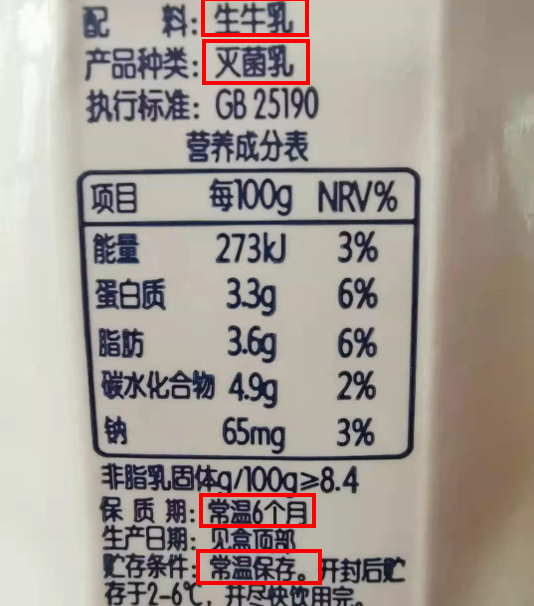 配 料：生牛乳
产品种类：灭菌乳
执行标准：GB 25190
营养成分表
项目 每100g NRV%
能量 273kJ 3%
蛋白质 3.3g 6%
脂肪 3.6g 6%
碳水化合物 4.9g 2%
钠 65mg 3%
非脂乳固体g/100g≥8.4
保 质 期：常温6个月
生产日期：见盒顶部
贮存条件：常温保存。开封后贮
存于2-6℃，并尽快饮用完。